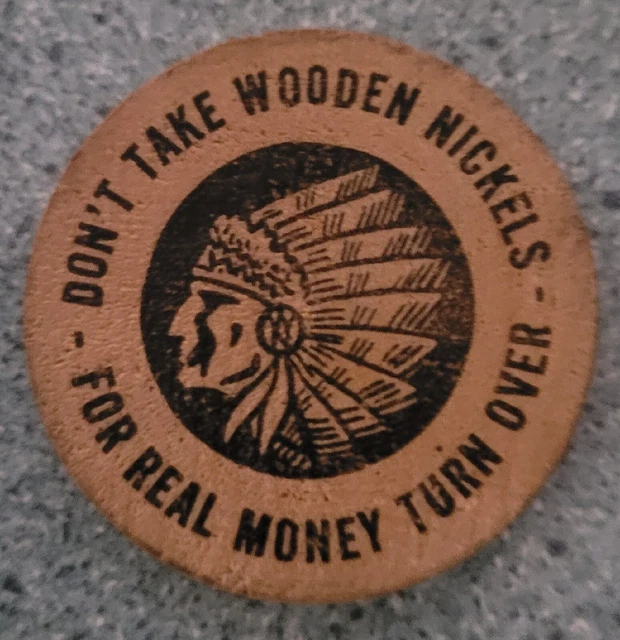 DON'T TAKE WOODEN NICKELS
- FOR REAL MONEY TURN OVER -